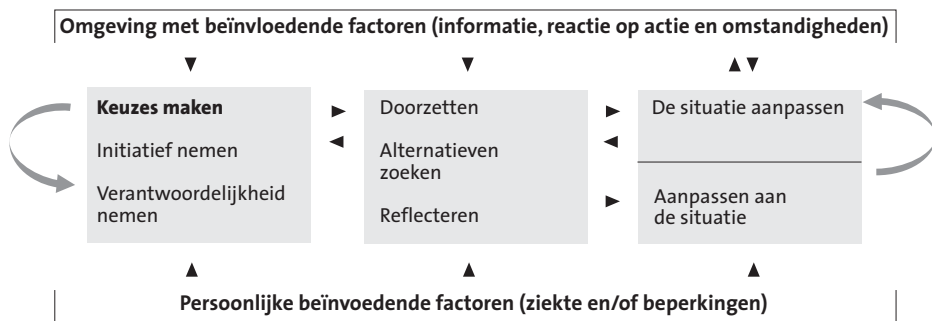 Omgeving met beïnvloedende factoren (informatie, reactie op actie en omstandigheden)
Keuzes maken
Initiatief nemen
Verantwoordelijkheid
nemen
Doorzetten
Alternatieven
zoeken
Reflecteren
De situatie aanpassen
Aanpassen aan
de situatie
Persoonlijke beïnvoedende factoren (ziekte en/of beperkingen)